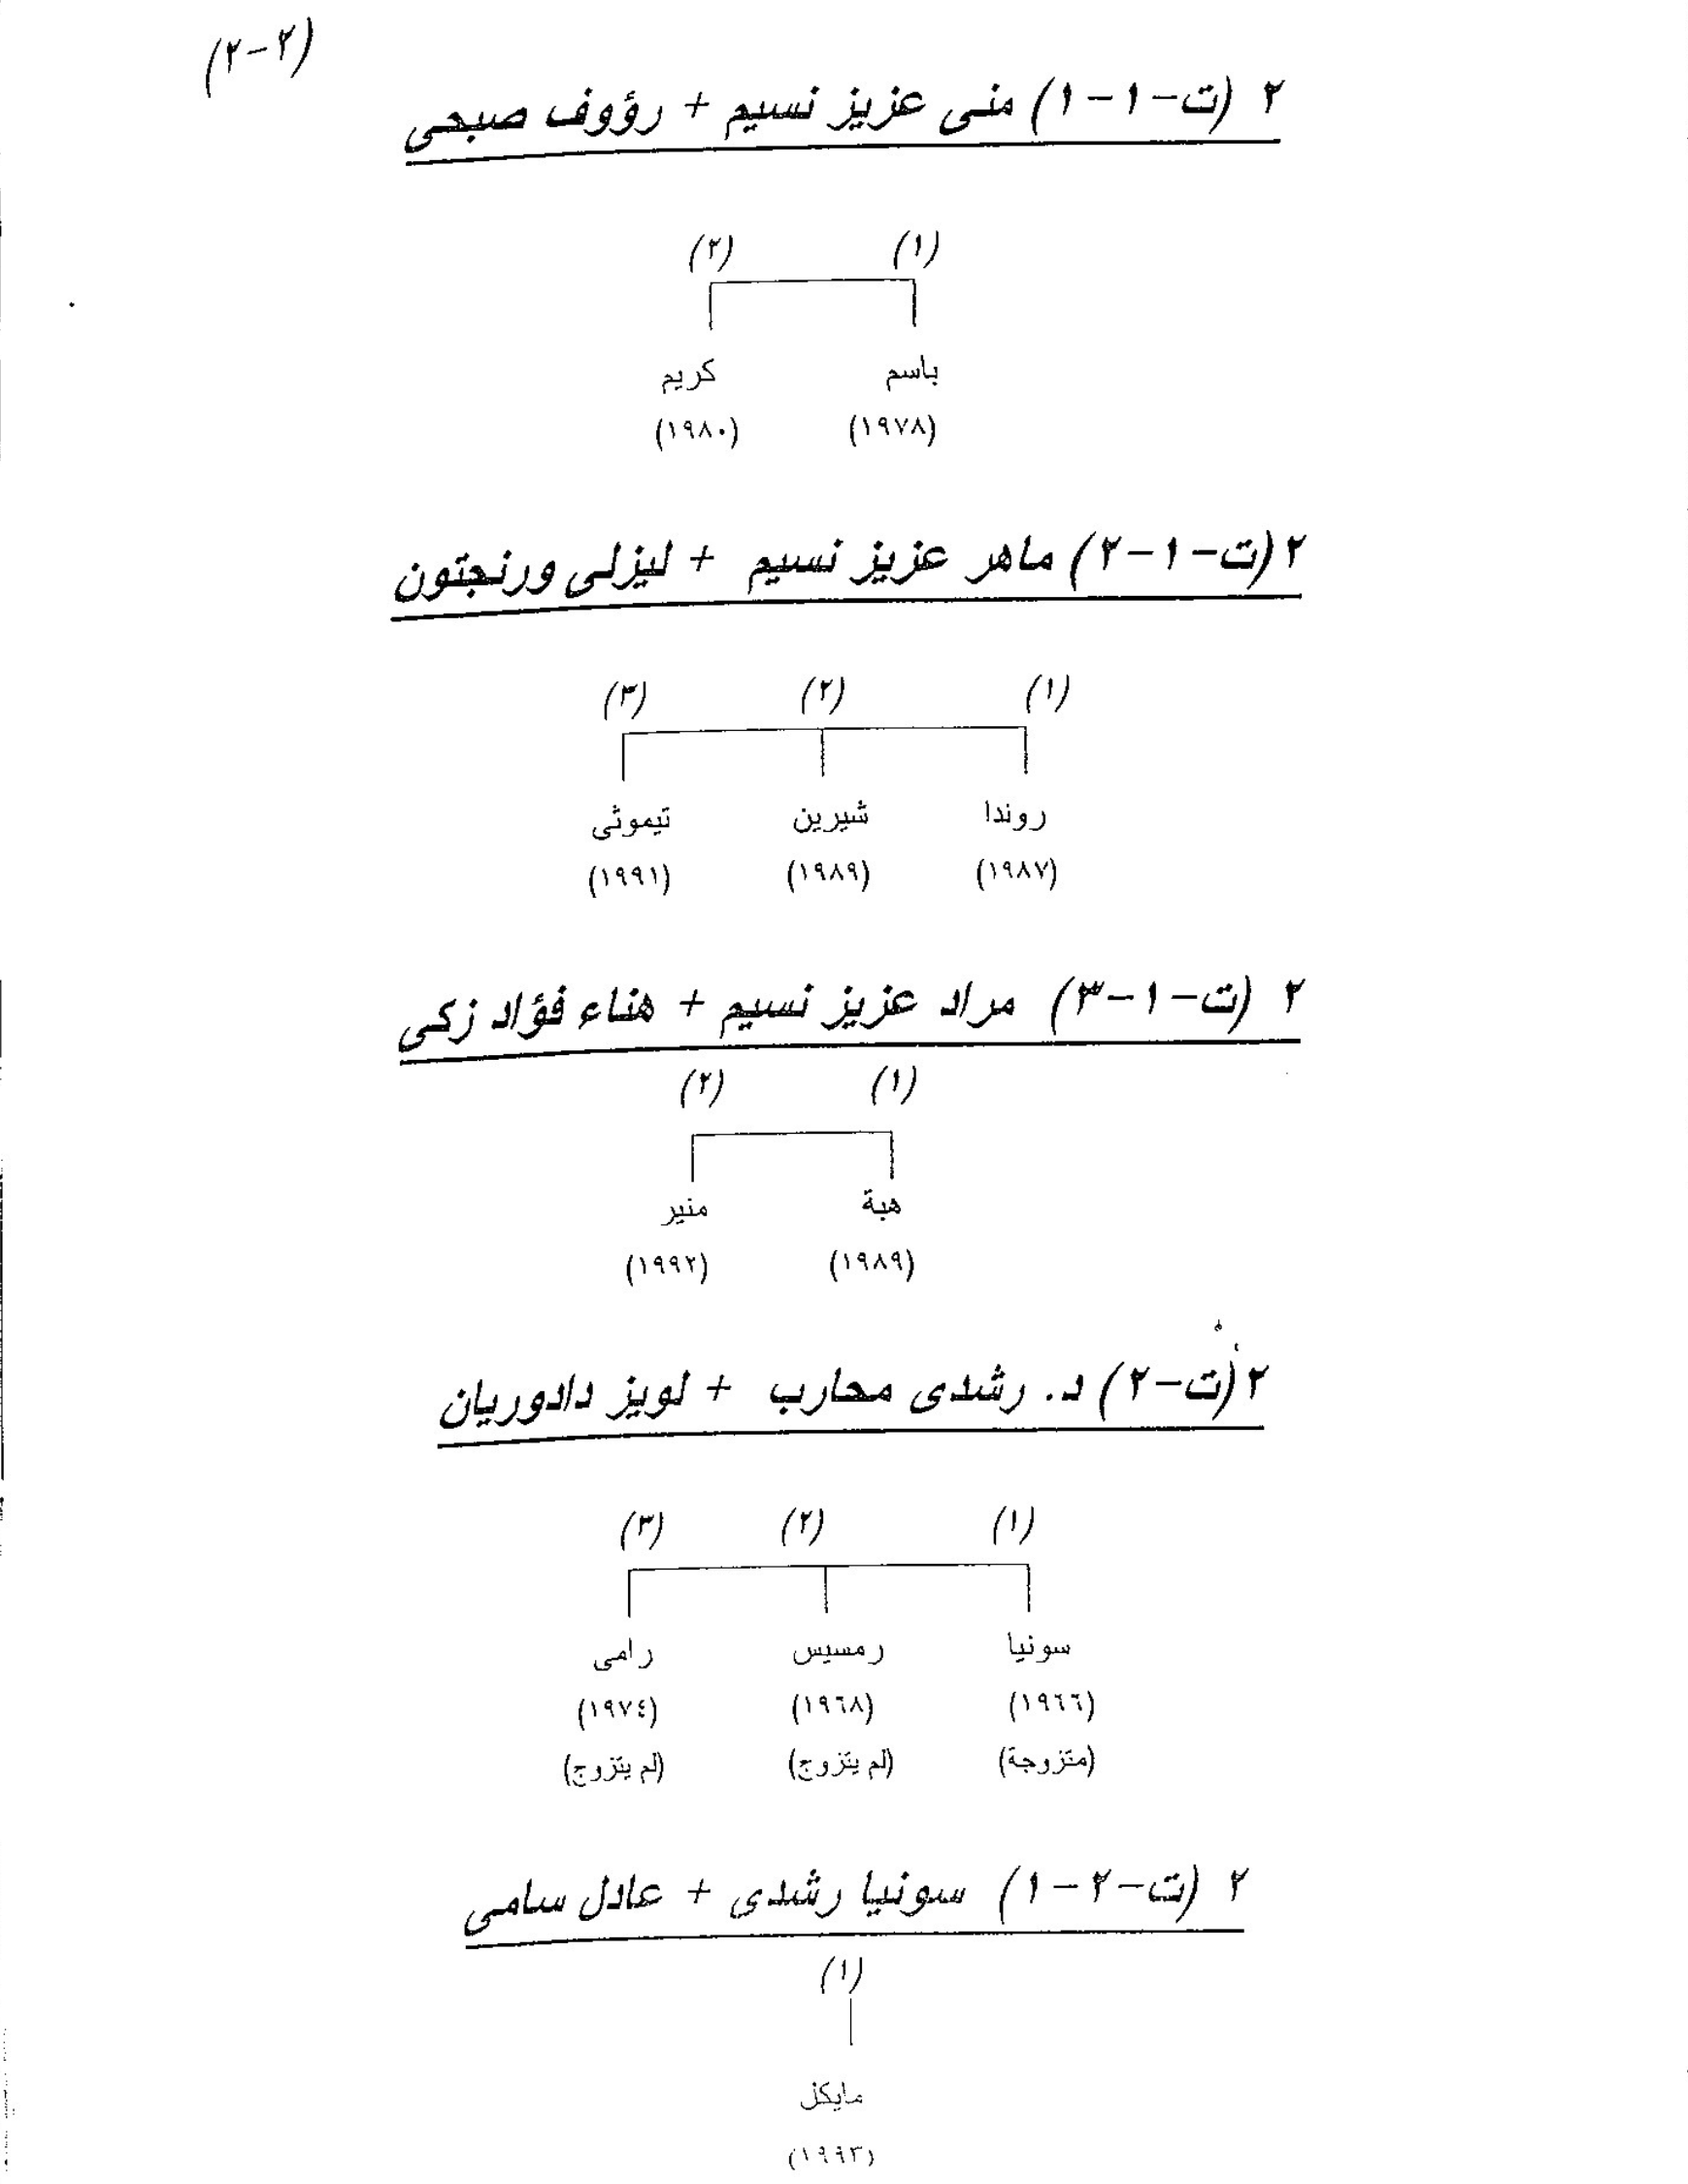 (٢-٢)
٢ (ت-١-١) منى عزيز نسيم + رؤوف صبحى
(١) (٢)
باسم كريم
(١٩٧٨) (١٩٨٠)
٢ (ت-١-٢) ماهر عزيز نسيم + ليزلى ورنجتون
(١) (٢) (٣)
روندا شيرين تيموثى
(١٩٨٧) (١٩٨٩) (١٩٩١)
٢ (ت-١-٣) مراد عزيز نسيم + هناء فؤاد زكى
(١) (٢)
هبة منير
(١٩٨٩) (١٩٩٢)
٢ (ت-٢) د. رشدى محارب + لويز دادوريان
(١) (٢) (٣)
سونيا رمسيس رامى
(١٩٦٦) (١٩٦٨) (١٩٧٤)
(متزوجة) (لم يتزوج) (لم يتزوج)
٢ (ت-٢-١) سونيا رشدى + عادل سامى
(١)
مايكل
(١٩٩٣)